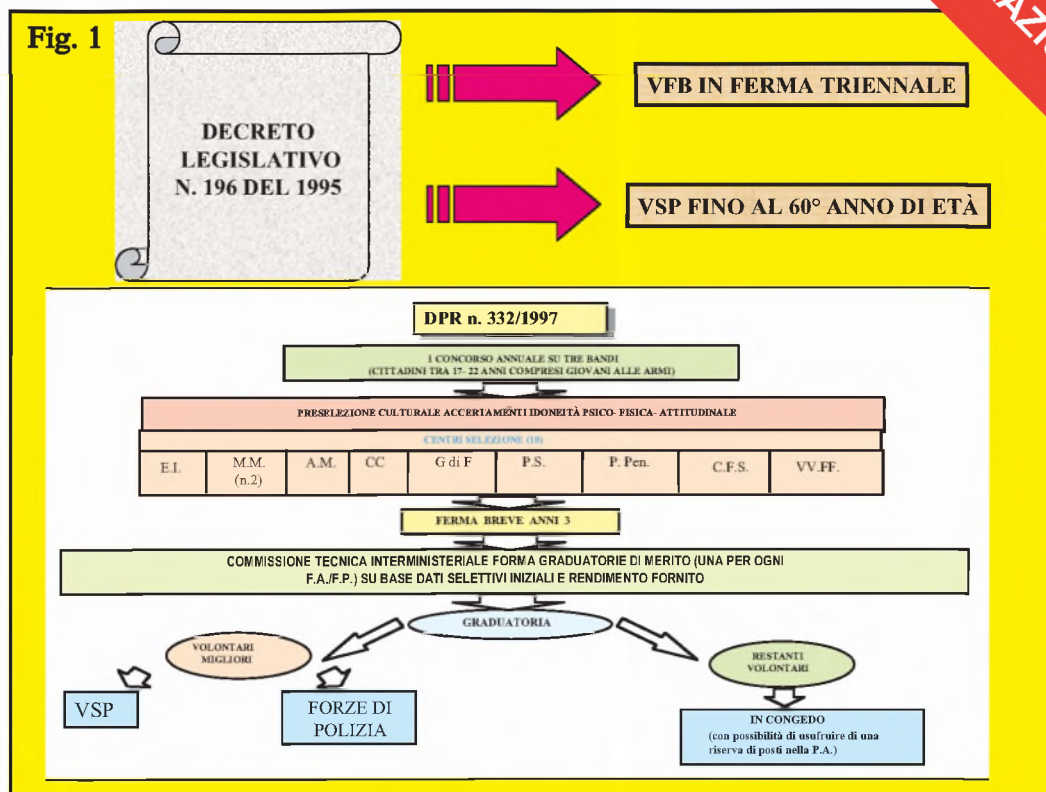 Fig. 1
DECRETO
LEGISLATIVO
N. 196 DEL 1995
VFB IN FERMA TRIENNALE
VSP FINO AL 60° ANNO DI ETÀ
DPR n. 332/1997
1 CONCORSO ANNUALE SU TRE BANDI
(CITTADINI TRA 17- 22 ANNI COMPRESI GIOVANI ALLE ARMI)
PRESELEZIONE CULTURALE ACCERTAMENTI IDONEITÀ PSICO- FISICA- ATTITUDINALE
CENTRI SELEZIONE (10)
E.I. M.M. A.M. CC G di F P.S. P. Pen. C.F.S. VV.FF.
(n.2)
FERMA BREVE ANNI 3
COMMISSIONE TECNICA INTERMINISTERIALE FORMA GRADUATORIE DI MERITO (UNA PER OGNI
F.A./F.P.) SU BASE DATI SELETTIVI INIZIALI E RENDIMENTO FORNITO
GRADUATORIA
VOLONTARI
MIGLIORI
RESTANTI
VOLONTARI
VSP
FORZE DI
POLIZIA
IN CONGEDO
(con possibilità di usufruire di una
riserva di posti nella P.A.)